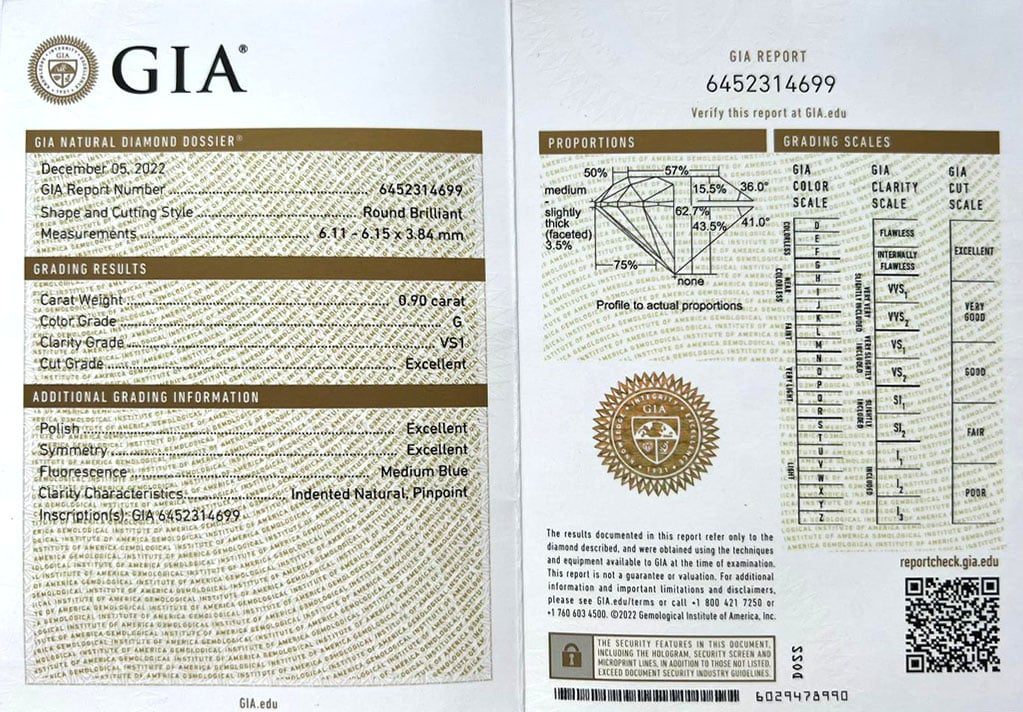 GIA®
GIA NATURAL DIAMOND DOSSIER®
December 05, 2022
GIA Report Number 6452314699
Shape and Cutting Style Round Brilliant
Measurements 6.11 - 6.15 x 3.84 mm
GRADING RESULTS
Carat Weight 0.90 carat
Color Grade G
Clarity Grade VS1
Cut Grade Excellent
ADDITIONAL GRADING INFORMATION
Polish Excellent
Symmetry Excellent
Fluorescence Medium Blue
Clarity Characteristics Indented Natural, Pinpoint
Inscription(s): GIA 6452314699
GIA.edu
GIA REPORT
6452314699
Verify this report at GIA.edu
PROPORTIONS
50%
57%
medium
-
slightly
thick
(faceted)
3.5%
15.5%
36.0°
62.7%
43.5%
41.0°
75%
none
Profile to actual proportions
GIA
INTEGRITY
1931
The results documented in this report refer only to the
diamond described, and were obtained using the techniques
and equipment available to GIA at the time of examination.
This report is not a guarantee or valuation. For additional
information and important limitations and disclaimers,
please see GIA.edu/terms or call +1 800 421 7250 or
+1 760 603 4500. ©2022 Gemological Institute of America, Inc.
THE SECURITY FEATURES IN THIS DOCUMENT,
INCLUDING THE HOLOGRAM, SECURITY SCREEN AND
MICROPRINT LINES, IN ADDITION TO THOSE NOT LISTED,
EXCEED DOCUMENT SECURITY INDUSTRY GUIDELINES.
D022
6029478990
GRADING SCALES
GIA
COLOR
SCALE
COLORLESS
D
E
F
NEAR
COLORLESS
G
H
I
J
FAINT
K
L
M
VERY LIGHT
N
O
P
Q
R
LIGHT
S
T
U
V
W
X
Y
Z
GIA
CLARITY
SCALE
FLAWLESS
INTERNALLY
FLAWLESS
VERY VERY
SLIGHTLY INCLUDED
VVS1
VVS2
VERY SLIGHTLY
INCLUDED
VS1
VS2
SLIGHTLY
INCLUDED
SI1
SI2
INCLUDED
I1
I2
I3
GIA
CUT
SCALE
EXCELLENT
VERY
GOOD
GOOD
FAIR
POOR
reportcheck.gia.edu